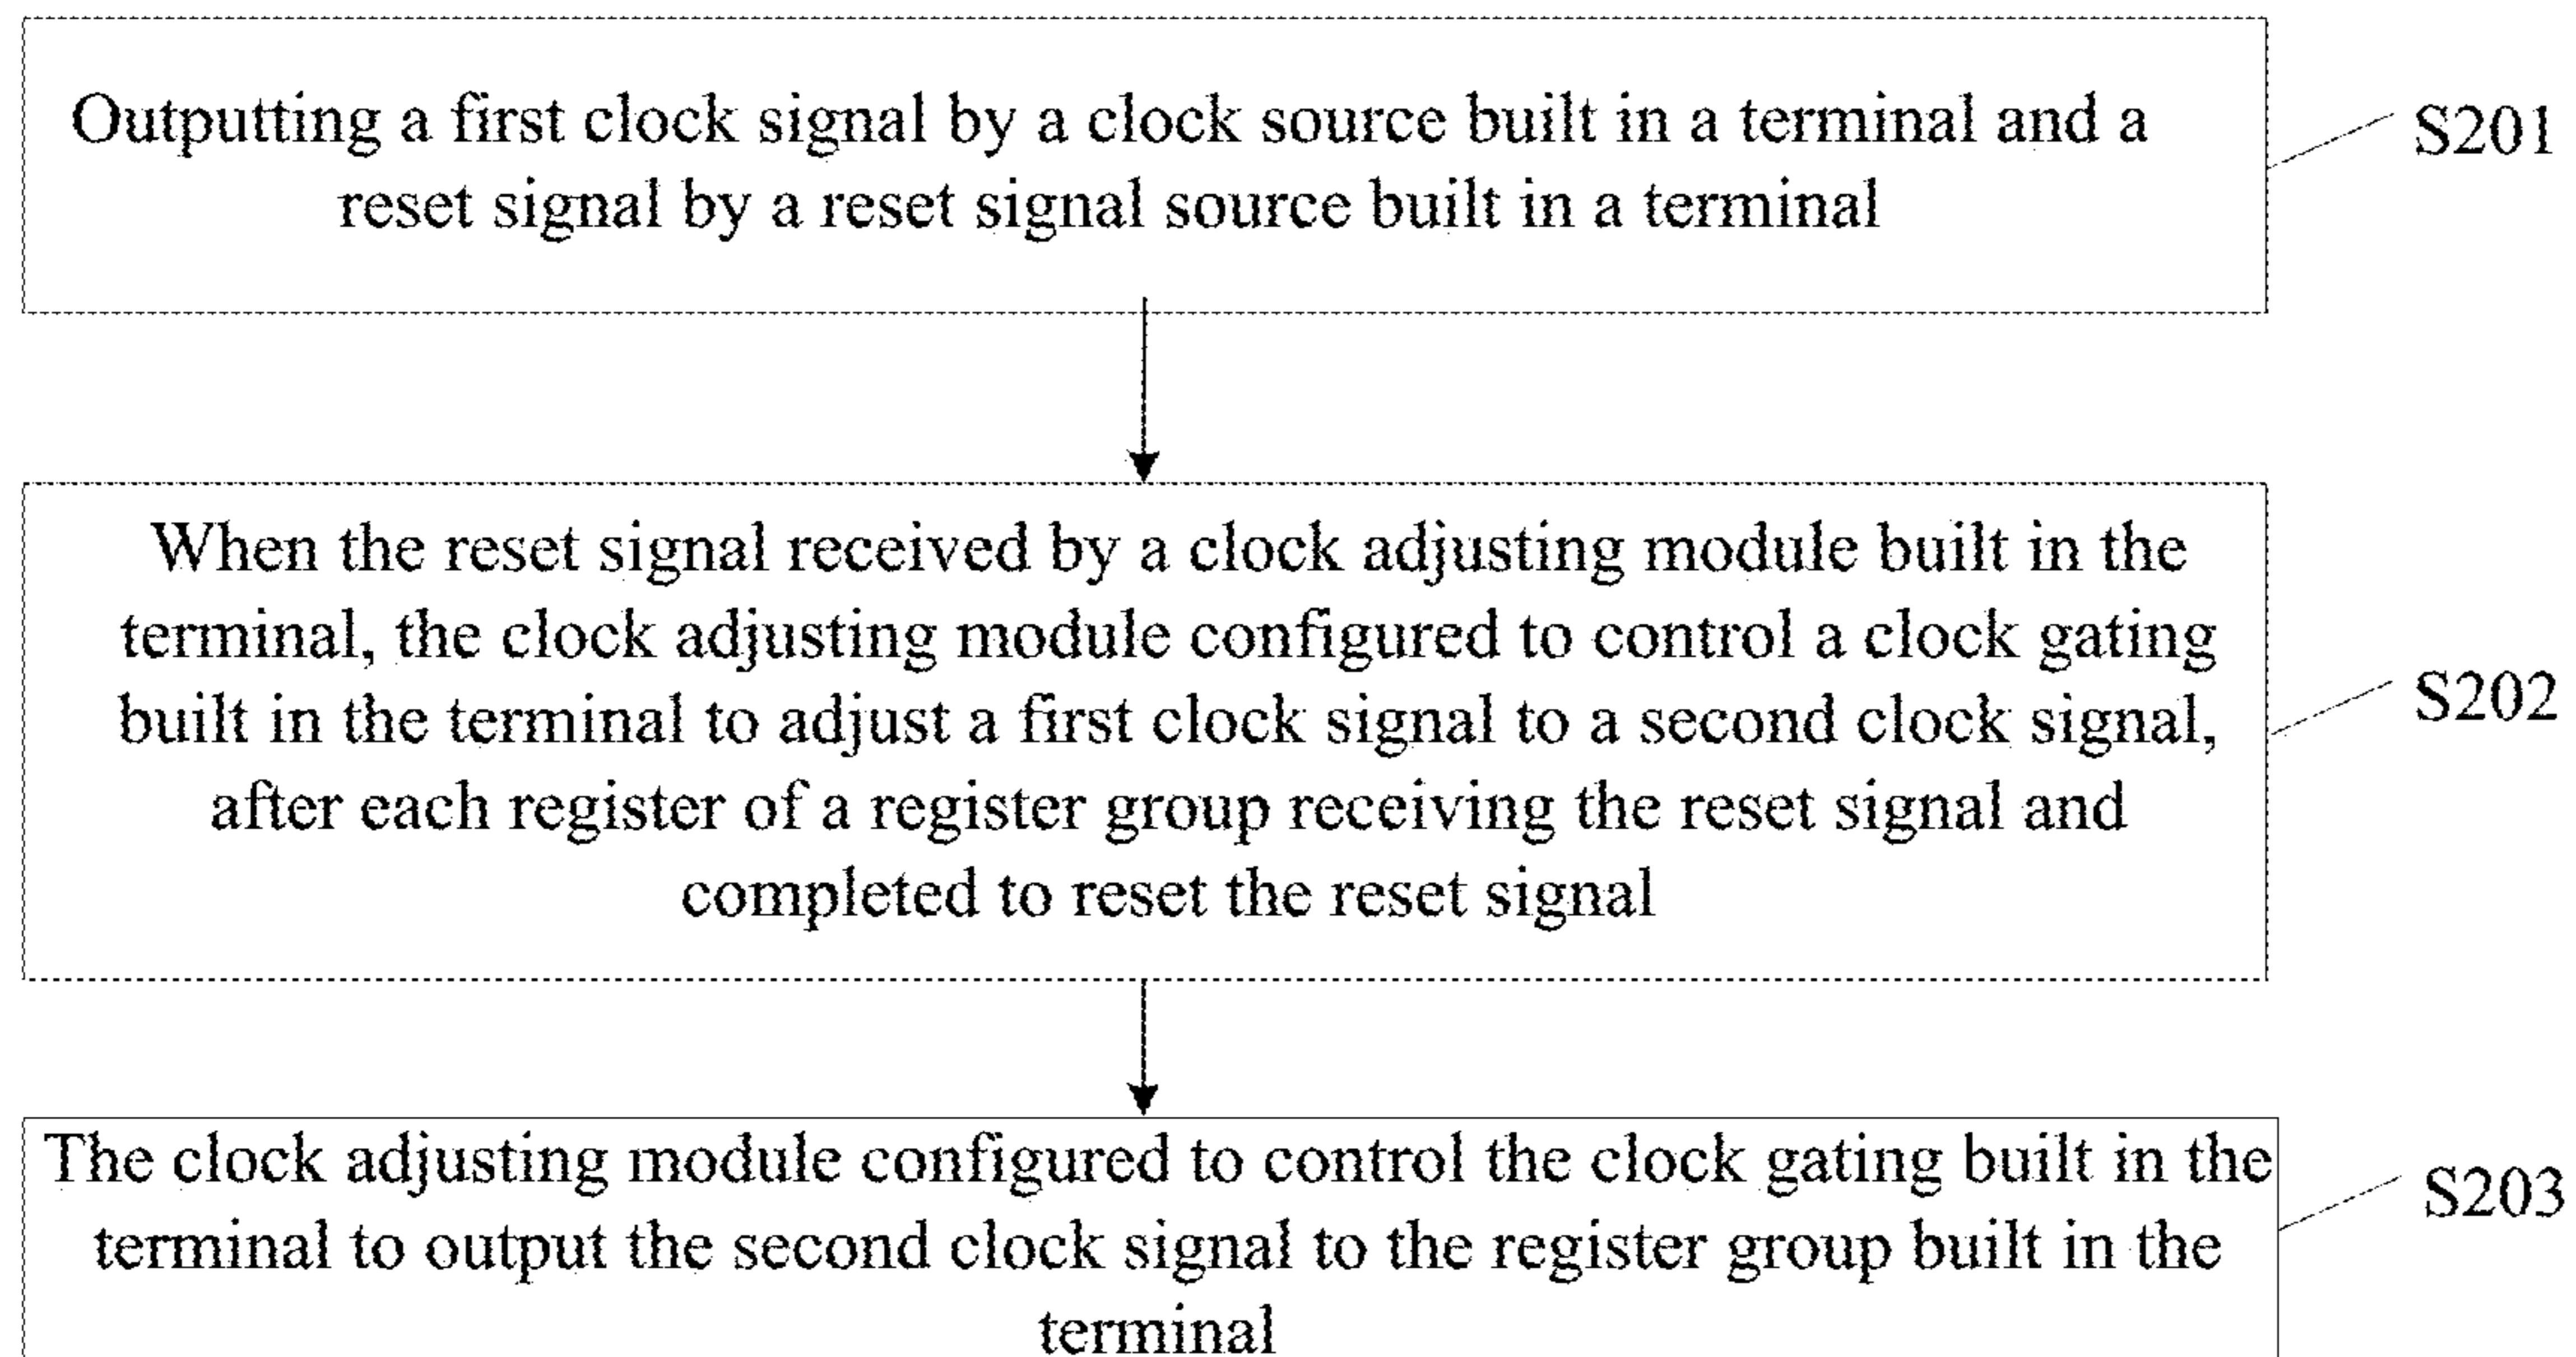 Outputting a first clock signal by a clock source built in a terminal and a
reset signal by a reset signal source built in a terminal
S201
When the reset signal received by a clock adjusting module built in the
terminal, the clock adjusting module configured to control a clock gating
built in the terminal to adjust a first clock signal to a second clock signal,
after each register of a register group receiving the reset signal and
completed to reset the reset signal
S202
The clock adjusting module configured to control the clock gating built in the
terminal to output the second clock signal to the register group built in the
terminal
S203